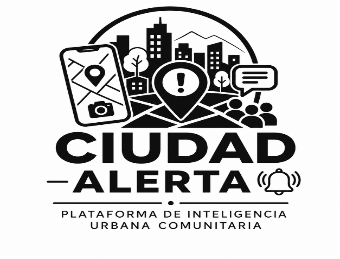 !
CIUDAD
ALERTA
PLATAFORMA DE INTELIGENCIA
URBANA COMUNITARIA